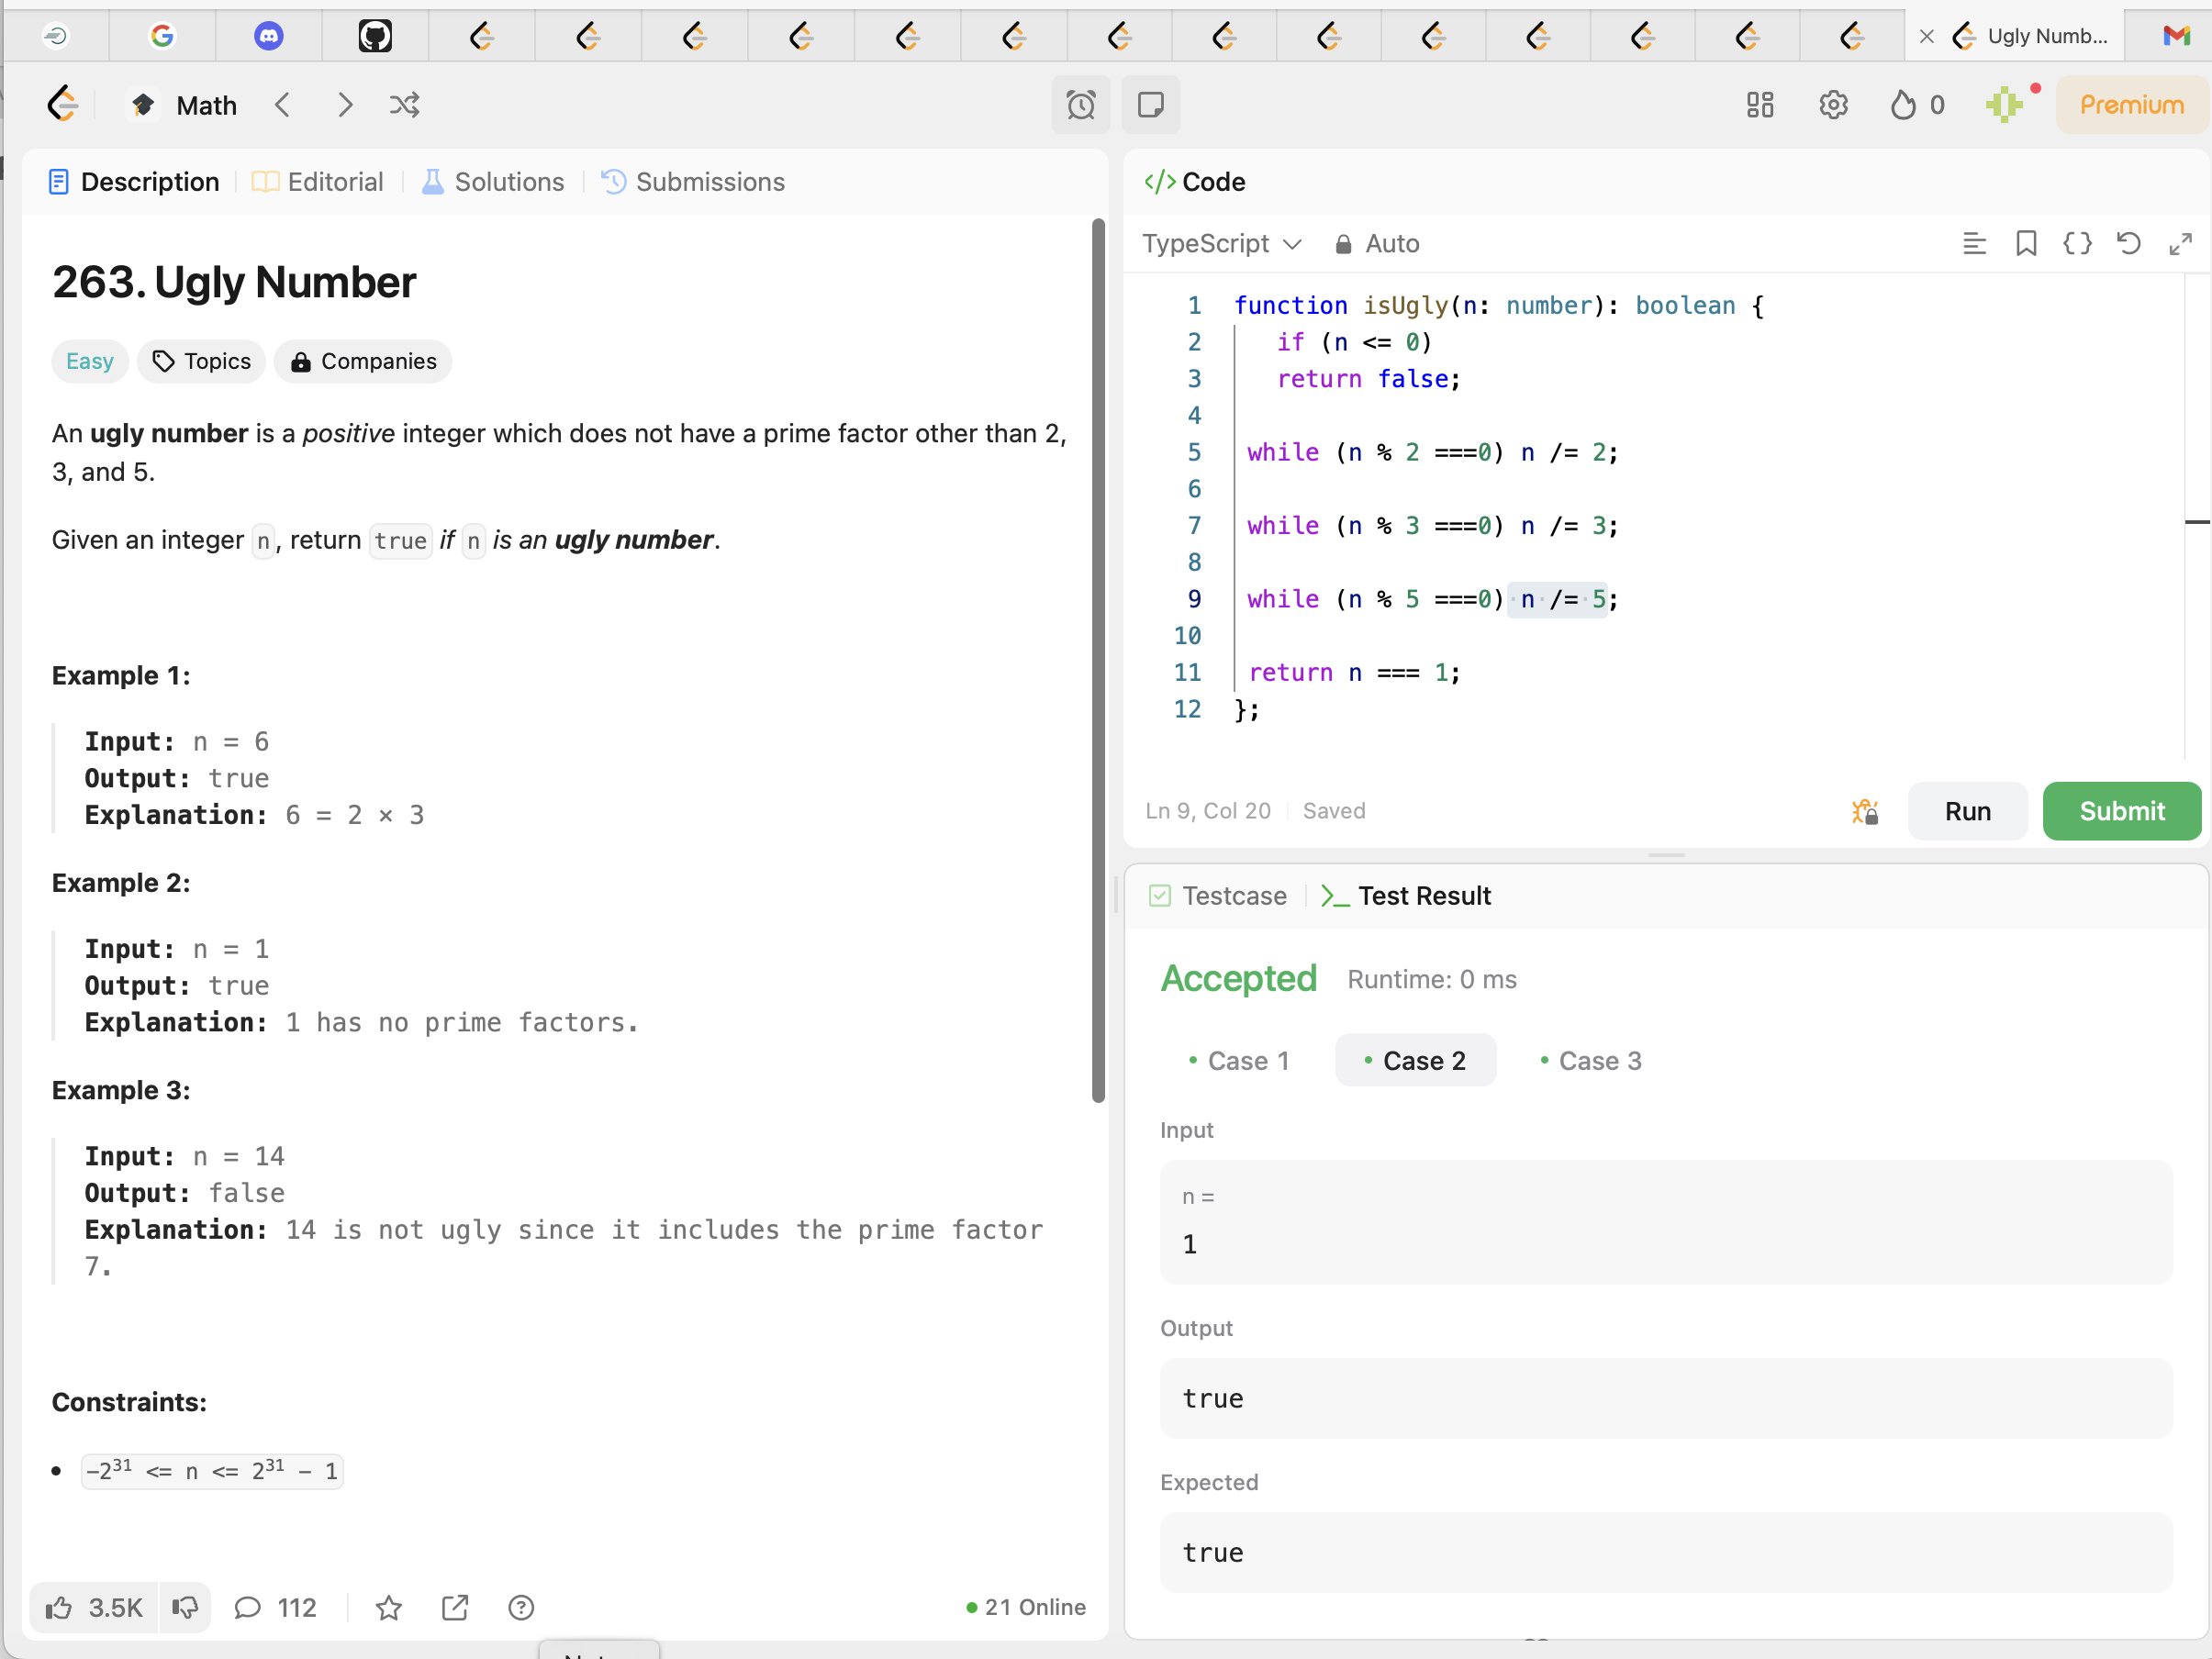 Ugly Numb...
Math
0
Premium
Description
Editorial
Solutions
Submissions
263. Ugly Number
Easy
Topics
Companies
An ugly number is a positive integer which does not have a prime factor other than 2,
3, and 5.
Given an integer n, return true if n is an ugly number.
Example 1:
Input: n = 6
Output: true
Explanation: 6 = 2 × 3
Example 2:
Input: n = 1
Output: true
Explanation: 1 has no prime factors.
Example 3:
Input: n = 14
Output: false
Explanation: 14 is not ugly since it includes the prime factor
7.
Constraints:
• -2³¹ <= n <= 2³¹ - 1
3.5K
112
21 Online
</> Code
TypeScript
Auto
1 function isUgly(n: number): boolean {
2 if (n <= 0)
3 return false;
4
5 while (n % 2 ===0) n /= 2;
6
7 while (n % 3 ===0) n /= 3;
8
9 while (n % 5 ===0) n /= 5;
10
11 return n === 1;
12 };
Ln 9, Col 20
Saved
Run
Submit
Testcase
Test Result
Accepted
Runtime: 0 ms
• Case 1
• Case 2
• Case 3
Input
n =
1
Output
true
Expected
true